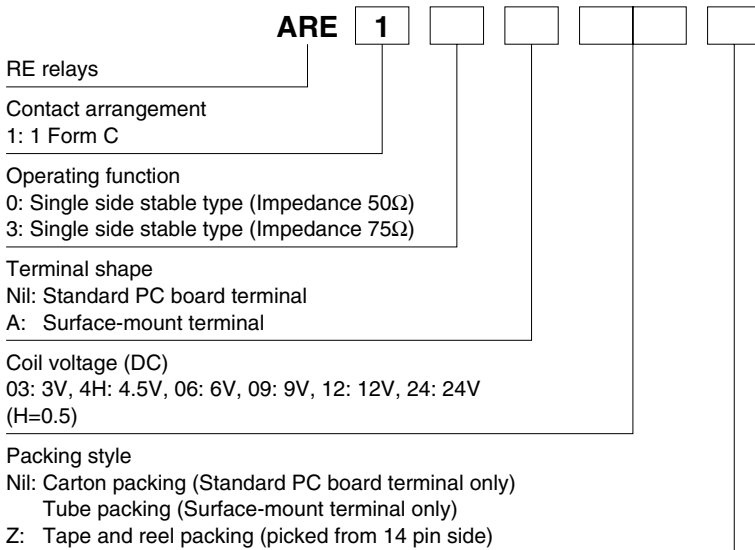 ARE 1
RE relays
Contact arrangement
1: 1 Form C
Operating function
0: Single side stable type (Impedance 50Ω)
3: Single side stable type (Impedance 75Ω)
Terminal shape
Nil: Standard PC board terminal
A: Surface-mount terminal
Coil voltage (DC)
03: 3V, 4H: 4.5V, 06: 6V, 09: 9V, 12: 12V, 24: 24V
(H=0.5)
Packing style
Nil: Carton packing (Standard PC board terminal only)
Tube packing (Surface-mount terminal only)
Z: Tape and reel packing (picked from 14 pin side)